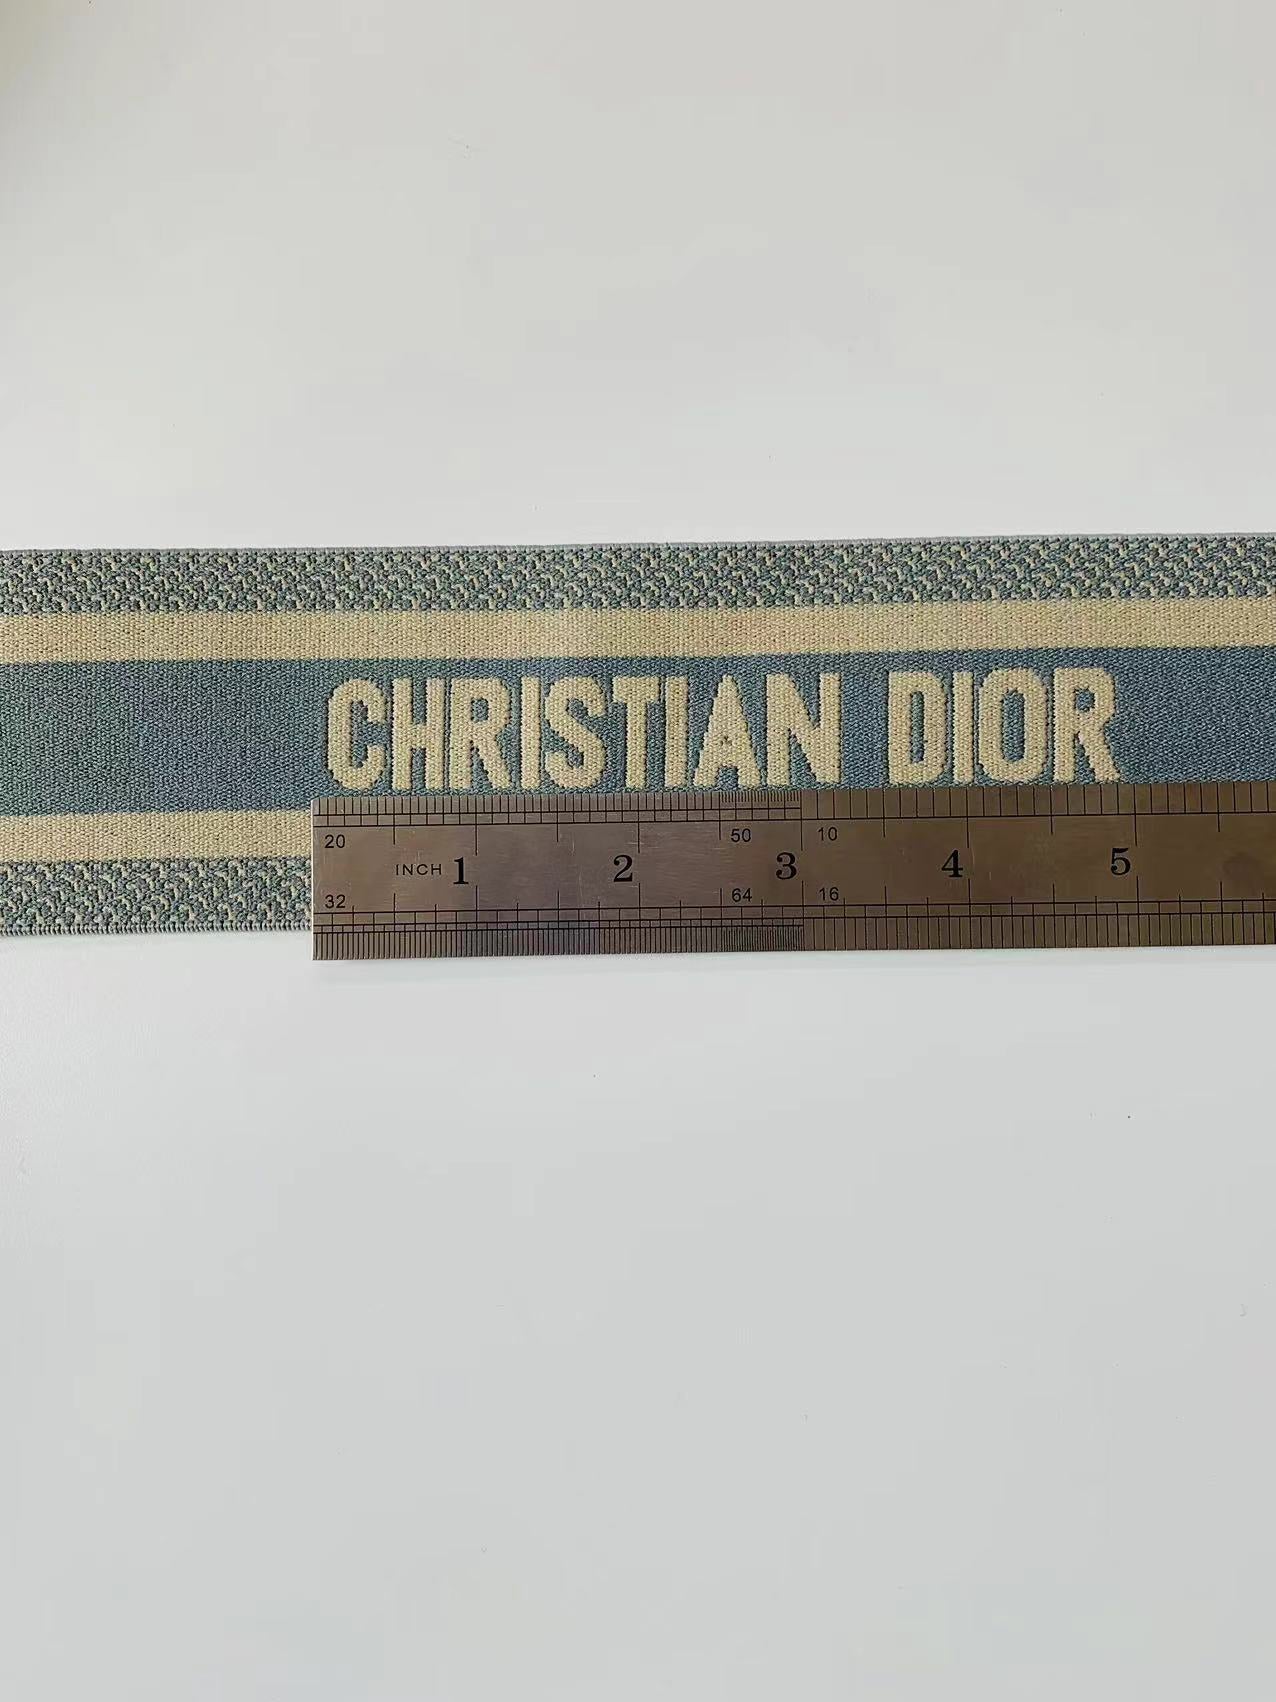 CHRISTIAN DIOR
20 50 10
INCH 1 2 3 4 5
32 64 16